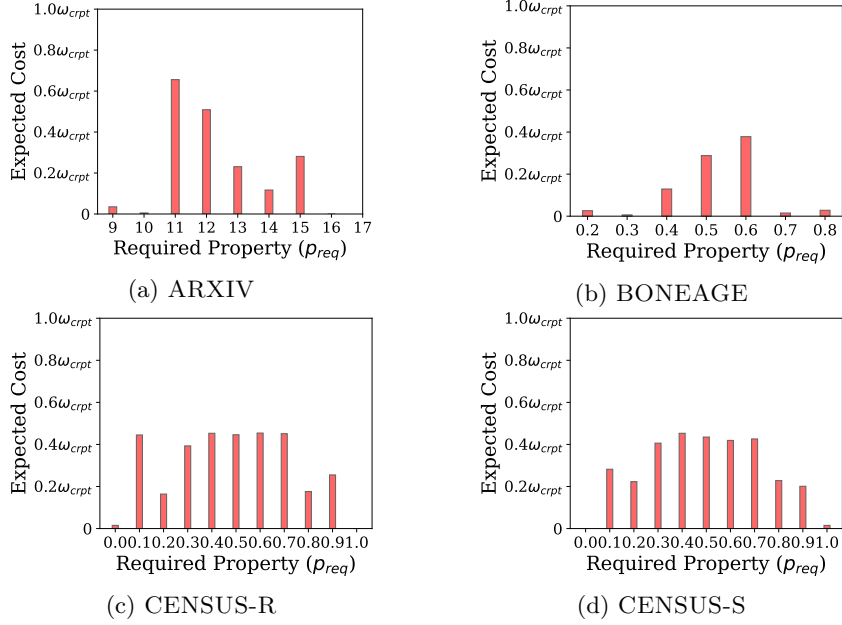 1.0ω_crpt
0.8ω_crpt
0.6ω_crpt
0.4ω_crpt
0.2ω_crpt
0
Expected Cost
9 10 11 12 13 14 15 16 17
Required Property (p_req)
(a) ARXIV
1.0ω_crpt
0.8ω_crpt
0.6ω_crpt
0.4ω_crpt
0.2ω_crpt
0
Expected Cost
0.2 0.3 0.4 0.5 0.6 0.7 0.8
Required Property (p_req)
(b) BONEAGE
1.0ω_crpt
0.8ω_crpt
0.6ω_crpt
0.4ω_crpt
0.2ω_crpt
0
Expected Cost
0.00.10.20.30.40.50.60.70.80.91.0
Required Property (p_req)
(c) CENSUS-R
1.0ω_crpt
0.8ω_crpt
0.6ω_crpt
0.4ω_crpt
0.2ω_crpt
0
Expected Cost
0.00.10.20.30.40.50.60.70.80.91.0
Required Property (p_req)
(d) CENSUS-S